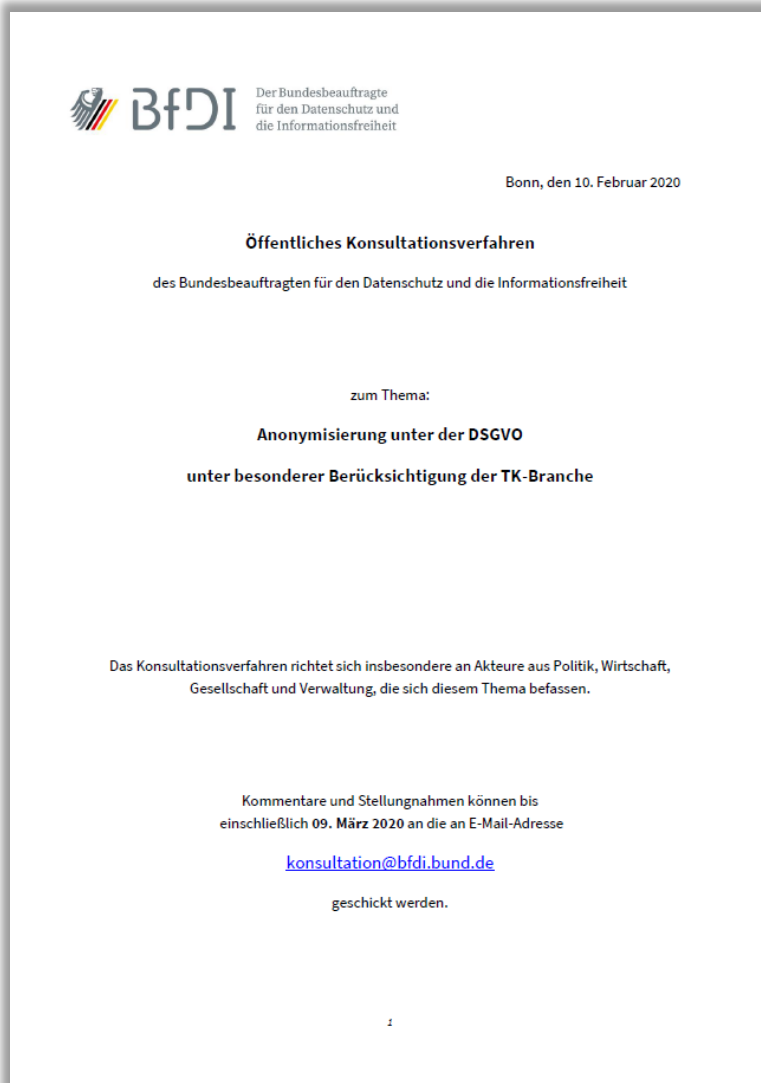 BfDI
Der Bundesbeauftragte
für den Datenschutz und
die Informationsfreiheit
Bonn, den 10. Februar 2020
Öffentliches Konsultationsverfahren
des Bundesbeauftragten für den Datenschutz und die Informationsfreiheit
zum Thema:
Anonymisierung unter der DSGVO
unter besonderer Berücksichtigung der TK-Branche
Das Konsultationsverfahren richtet sich insbesondere an Akteure aus Politik, Wirtschaft,
Gesellschaft und Verwaltung, die sich diesem Thema befassen.
Kommentare und Stellungnahmen können bis
einschließlich 09. März 2020 an die an E-Mail-Adresse
konsultation@bfdi.bund.de
geschickt werden.
1